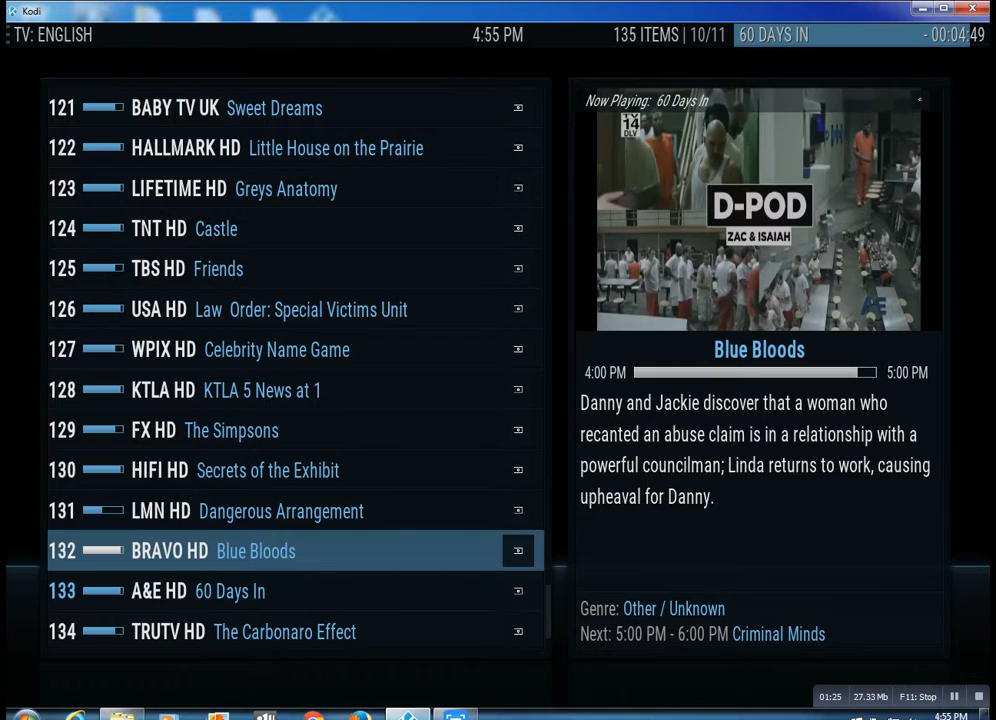 Kodi
TV: ENGLISH 4:55 PM 135 ITEMS | 10/11 60 DAYS IN - 00:04:49
121 BABY TV UK Sweet Dreams
122 HALLMARK HD Little House on the Prairie
123 LIFETIME HD Greys Anatomy
124 TNT HD Castle
125 TBS HD Friends
126 USA HD Law Order: Special Victims Unit
127 WPIX HD Celebrity Name Game
128 KTLA HD KTLA 5 News at 1
129 FX HD The Simpsons
130 HIFI HD Secrets of the Exhibit
131 LMN HD Dangerous Arrangement
132 BRAVO HD Blue Bloods
133 A&E HD 60 Days In
134 TRUTV HD The Carbonaro Effect
Now Playing: 60 Days In
TV
14
DLV
D-POD
ZAC & ISAIAH
A&E
Blue Bloods
4:00 PM 5:00 PM
Danny and Jackie discover that a woman who
recanted an abuse claim is in a relationship with a
powerful councilman; Linda returns to work, causing
upheaval for Danny.
Genre: Other / Unknown
Next: 5:00 PM - 6:00 PM Criminal Minds
01:25 27.33 Mb F11: Stop
4:55 PM